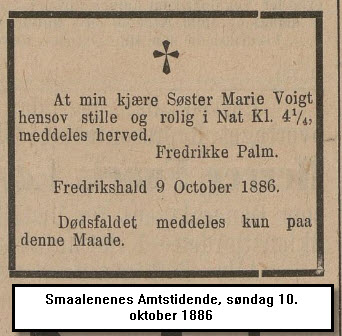 At min kjære Søster Marie Voigt
hensov stille og rolig i Nat Kl. 4¼,
meddeles herved.
Fredrikke Palm.
Fredrikshald 9 October 1886.
Dødsfaldet meddeles kun paa
denne Maade.
Smaalenenes Amtstidende, søndag 10.
oktober 1886